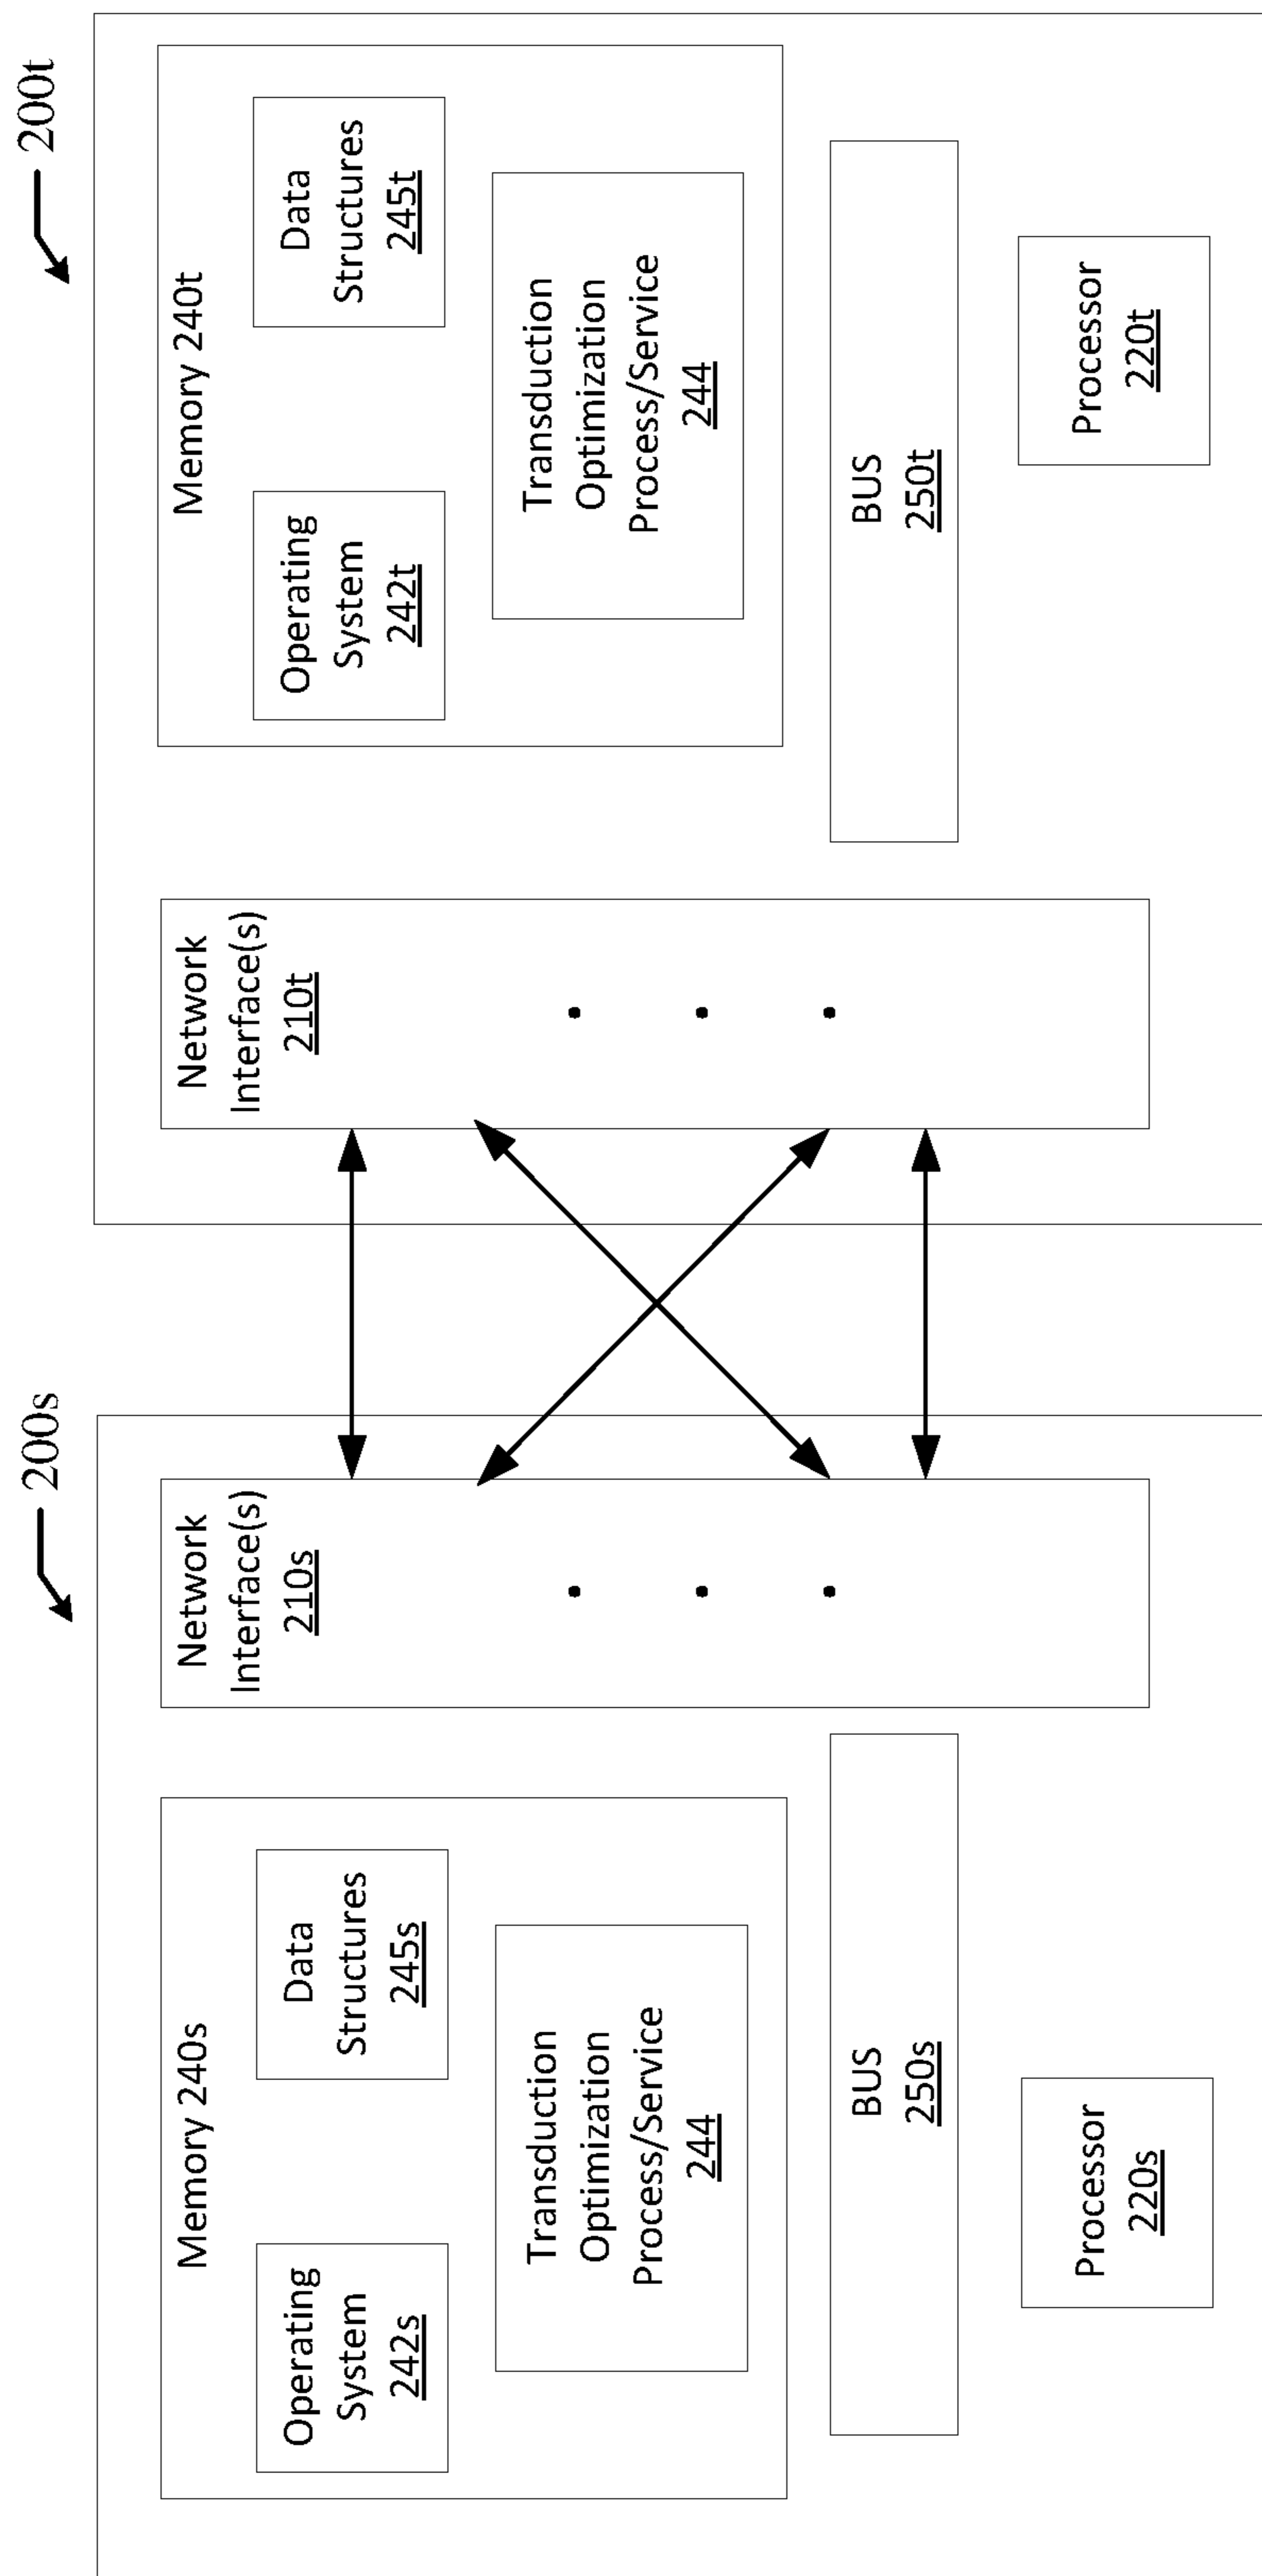 200s
Memory 240s
Operating
System
242s
Data
Structures
245s
Transduction
Optimization
Process/Service
244
BUS
250s
Processor
220s
Network
Interface(s)
210s
200t
Network
Interface(s)
210t
Memory 240t
Operating
System
242t
Data
Structures
245t
Transduction
Optimization
Process/Service
244
BUS
250t
Processor
220t